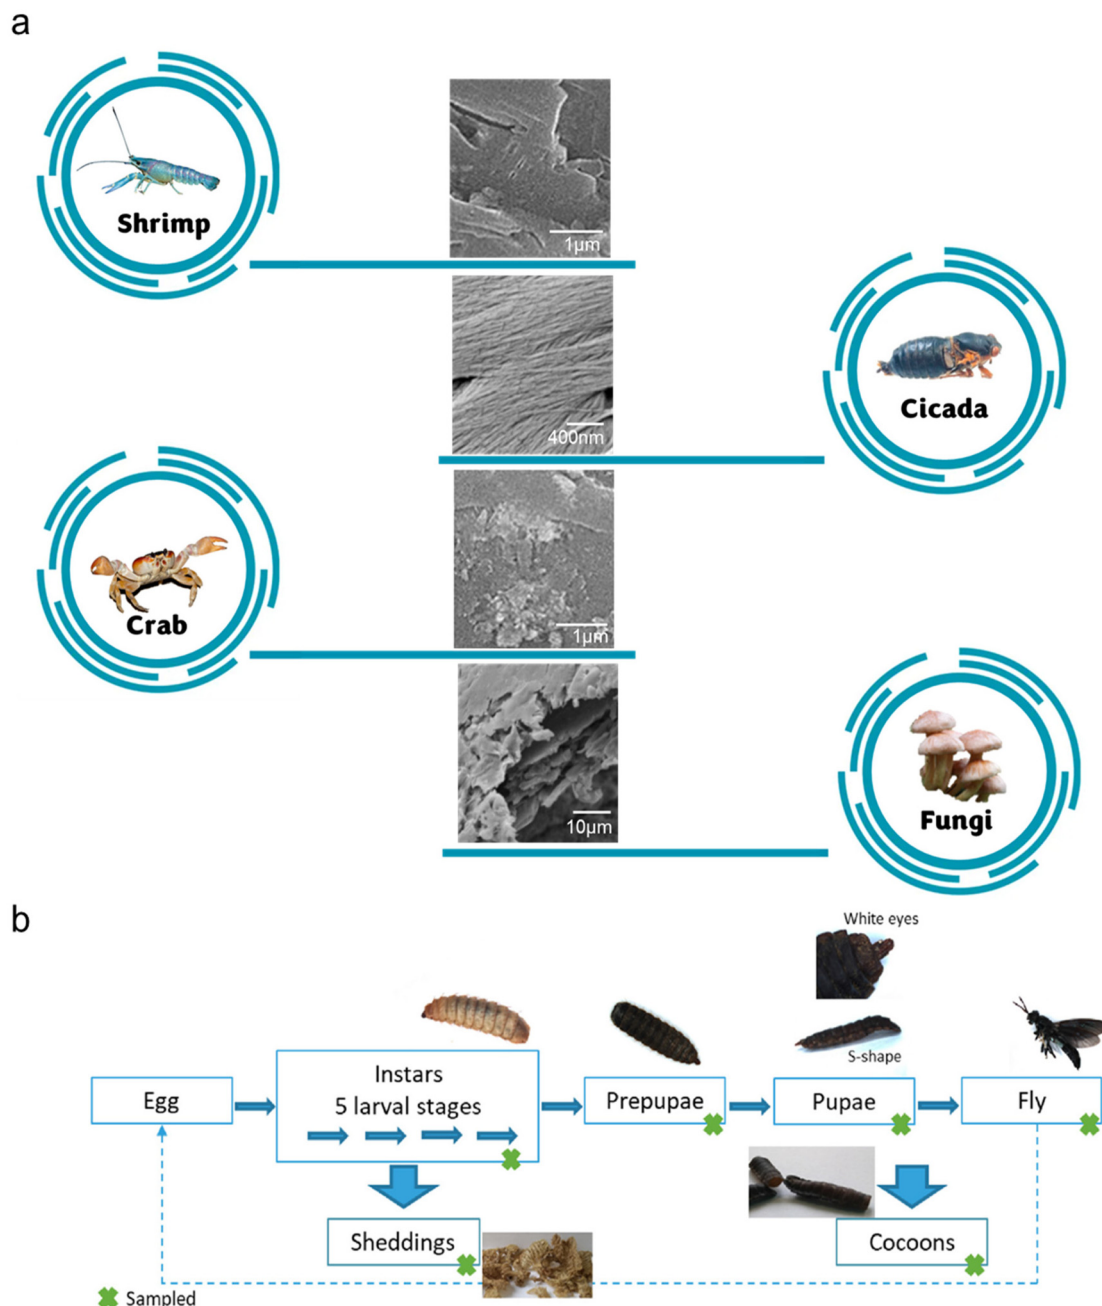 a
Shrimp
1μm
400nm
Cicada
Crab
1μm
10μm
Fungi
b
White eyes
S-shape
Egg
Instars
5 larval stages
Prepupae
Pupae
Fly
Sheddings
Cocoons
Sampled